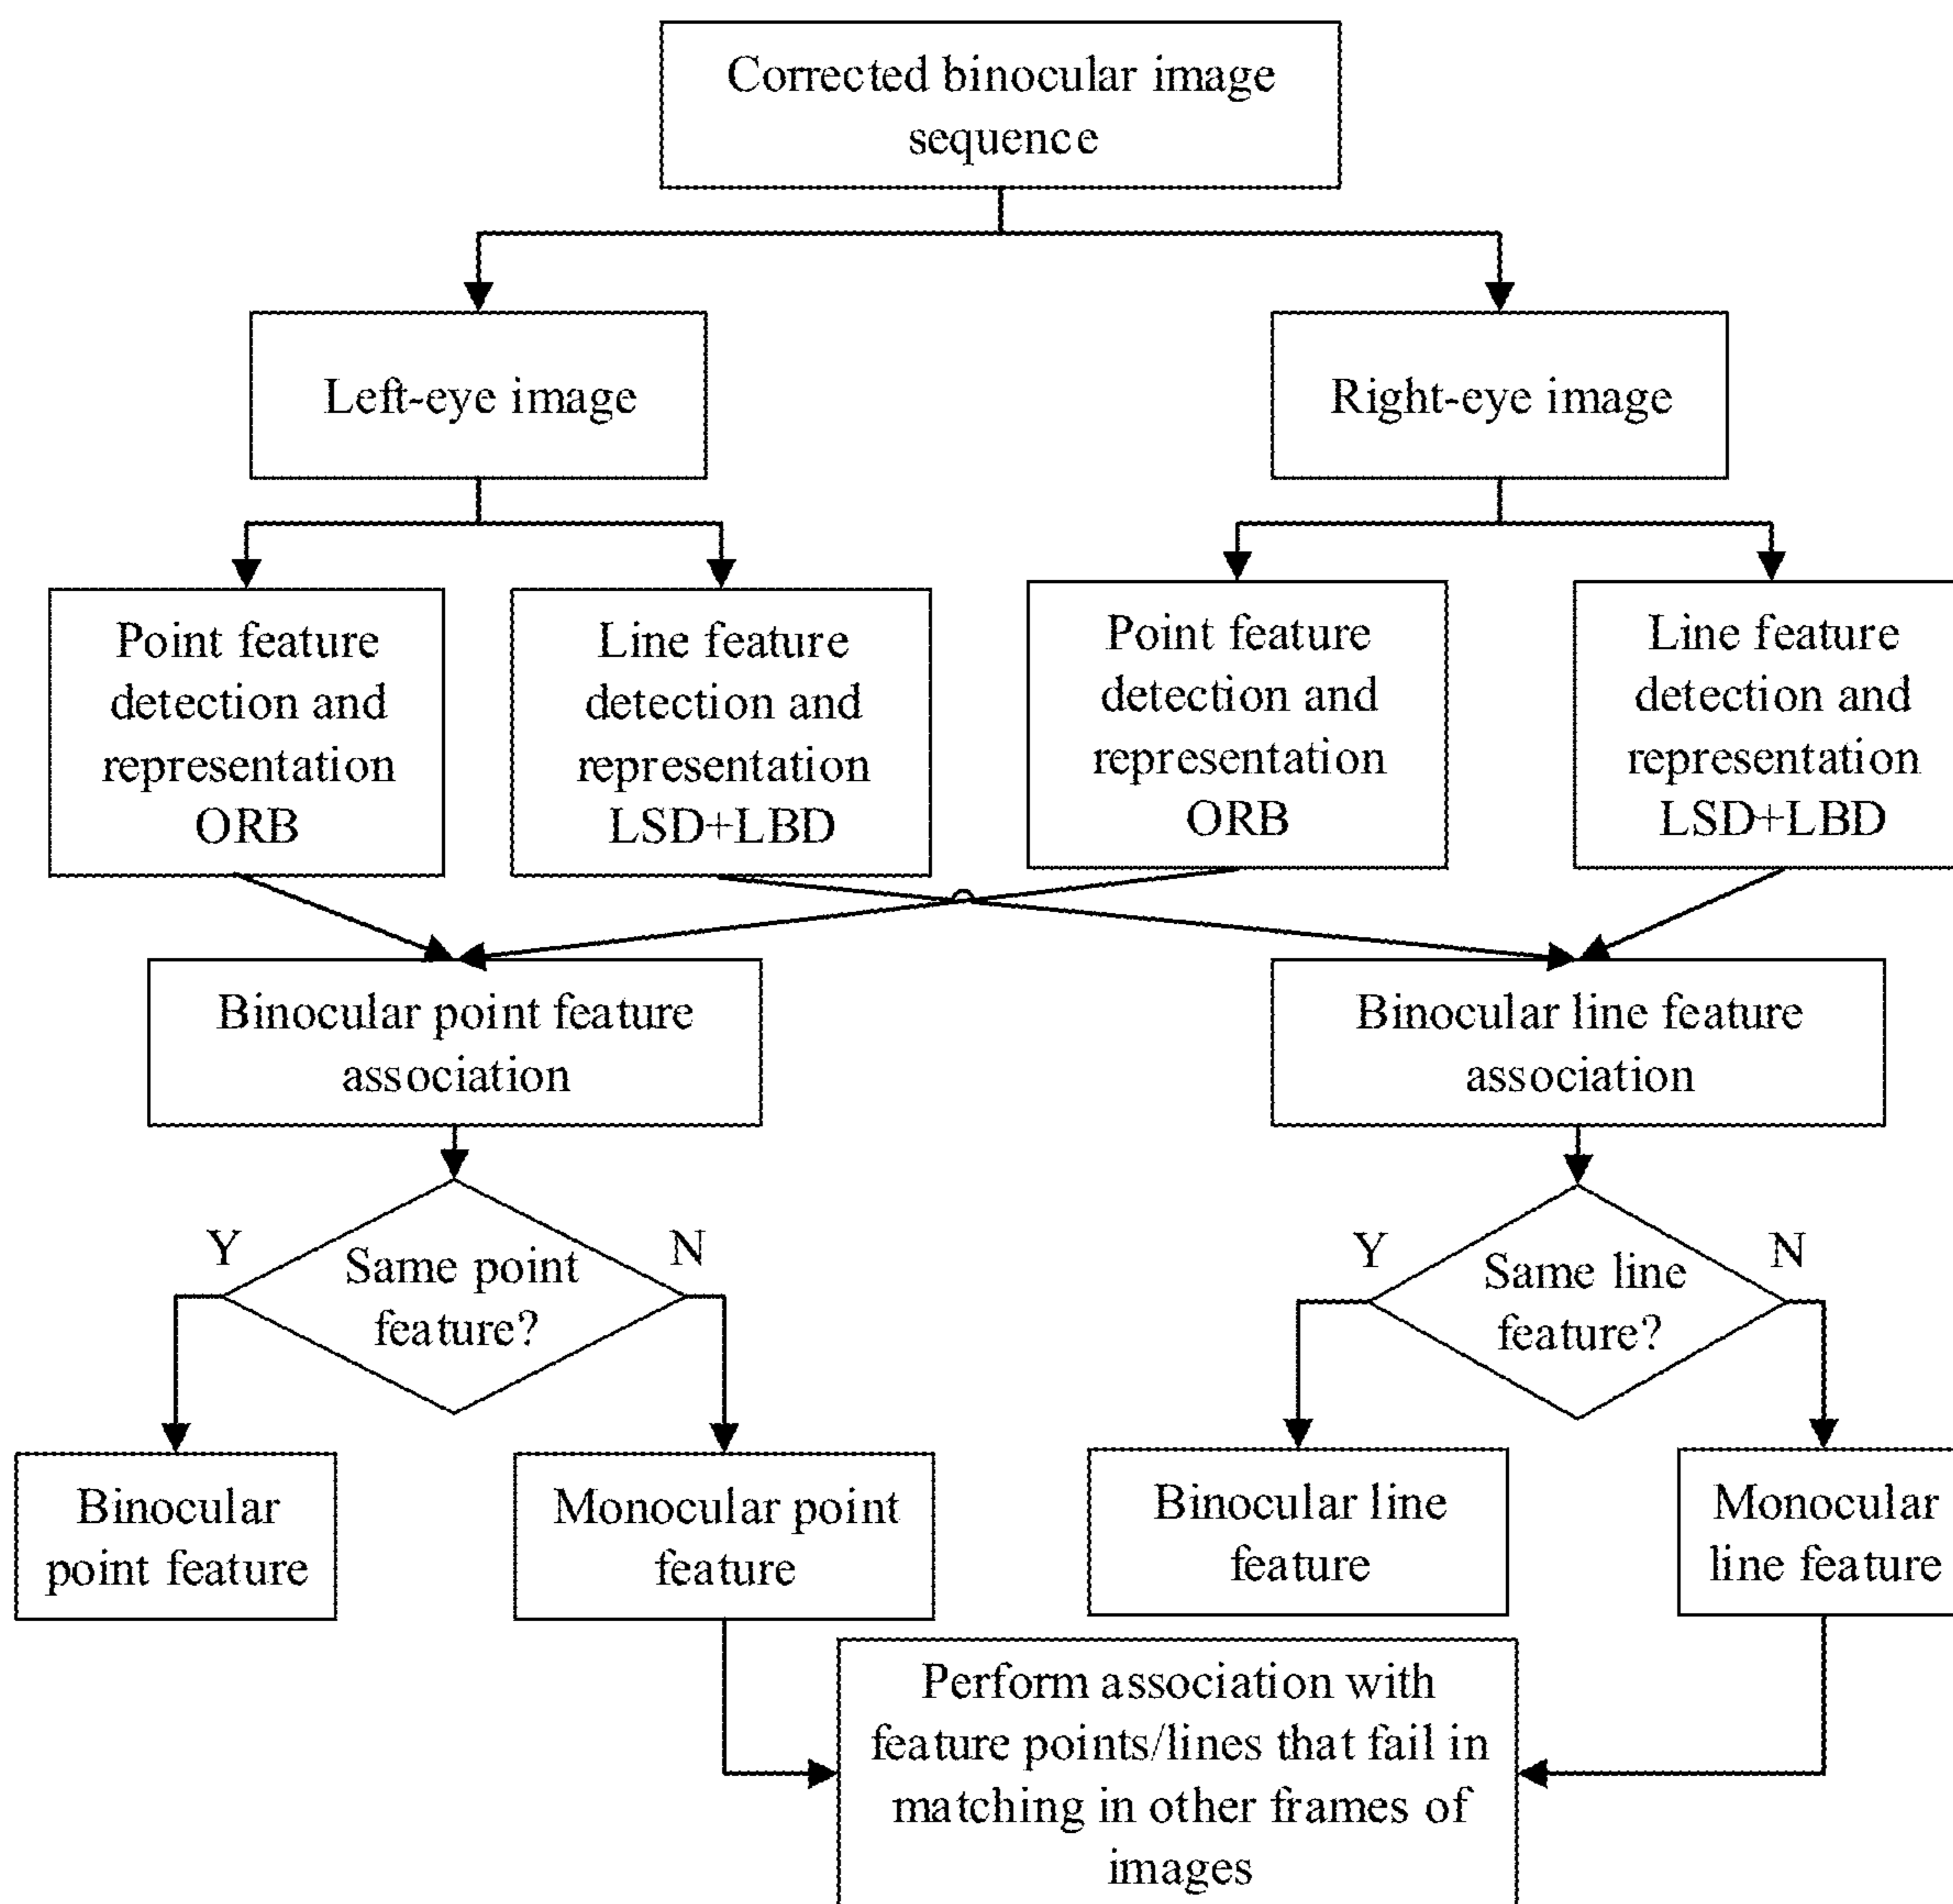 Corrected binocular image
sequence
Left-eye image
Right-eye image
Point feature
detection and
representation
ORB
Line feature
detection and
representation
LSD+LBD
Point feature
detection and
representation
ORB
Line feature
detection and
representation
LSD+LBD
Binocular point feature
association
Binocular line feature
association
Y
Same point
feature?
N
Y
Same line
feature?
N
Binocular
point feature
Monocular point
feature
Binocular line
feature
Monocular
line feature
Perform association with
feature points/lines that fail in
matching in other frames of
images